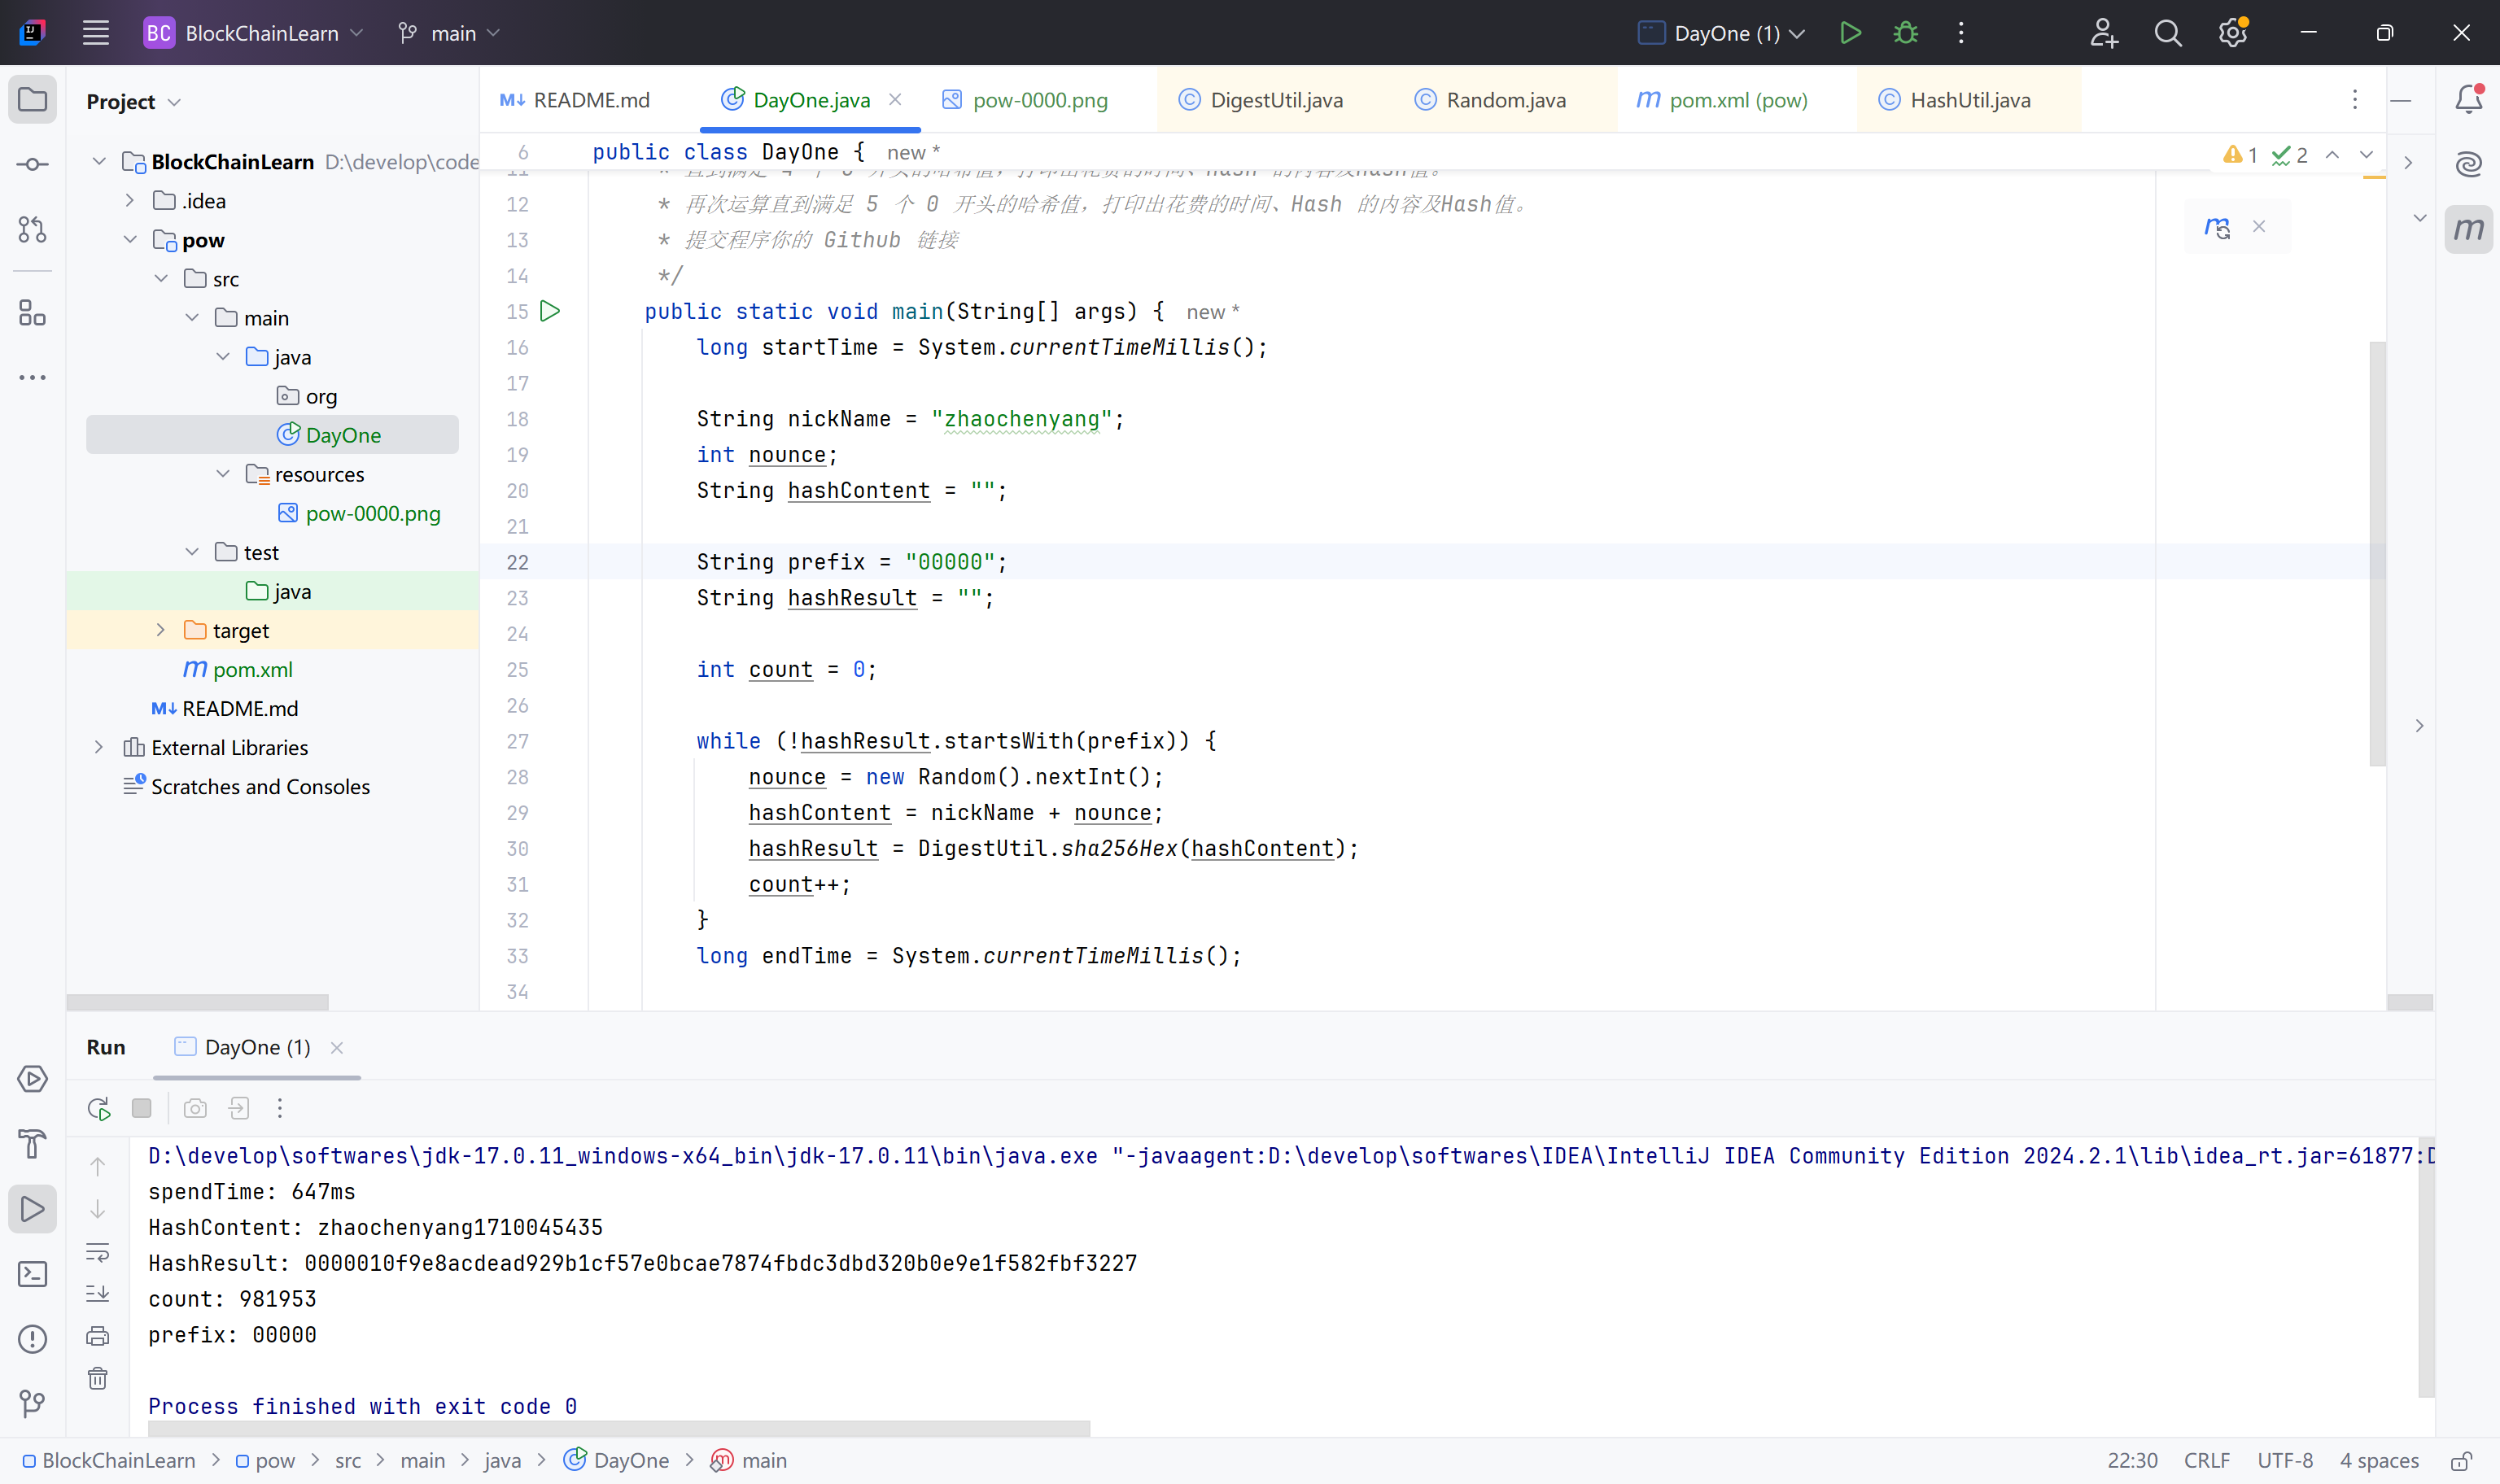 BC BlockChainLearn main DayOne (1)
Project
README.md DayOne.java pow-0000.png DigestUtil.java Random.java pom.xml (pow) HashUtil.java
BlockChainLearn D:\develop\code
.idea
pow
src
main
java
org
DayOne
resources
pow-0000.png
test
java
target
pom.xml
README.md
External Libraries
Scratches and Consoles
6 public class DayOne { new *
1 2
12 * 再次运算直到满足 5 个 0 开头的哈希值，打印出花费的时间、Hash 的内容及Hash值。
13 * 提交程序你的 Github 链接
14 */
15 public static void main(String[] args) { new *
16 long startTime = System.currentTimeMillis();
17
18 String nickName = "zhaochenyang";
19 int nounce;
20 String hashContent = "";
21
22 String prefix = "00000";
23 String hashResult = "";
24
25 int count = 0;
26
27 while (!hashResult.startsWith(prefix)) {
28 nounce = new Random().nextInt();
29 hashContent = nickName + nounce;
30 hashResult = DigestUtil.sha256Hex(hashContent);
31 count++;
32 }
33 long endTime = System.currentTimeMillis();
34
Run DayOne (1)
D:\develop\softwares\jdk-17.0.11_windows-x64_bin\jdk-17.0.11\bin\java.exe "-javaagent:D:\develop\softwares\IDEA\IntelliJ IDEA Community Edition 2024.2.1\lib\idea_rt.jar=61877:D
spendTime: 647ms
HashContent: zhaochenyang1710045435
HashResult: 0000010f9e8acdead929b1cf57e0bcae7874fbdc3dbd320b0e9e1f582fbf3227
count: 981953
prefix: 00000
Process finished with exit code 0
BlockChainLearn pow src main java DayOne main 22:30 CRLF UTF-8 4 spaces